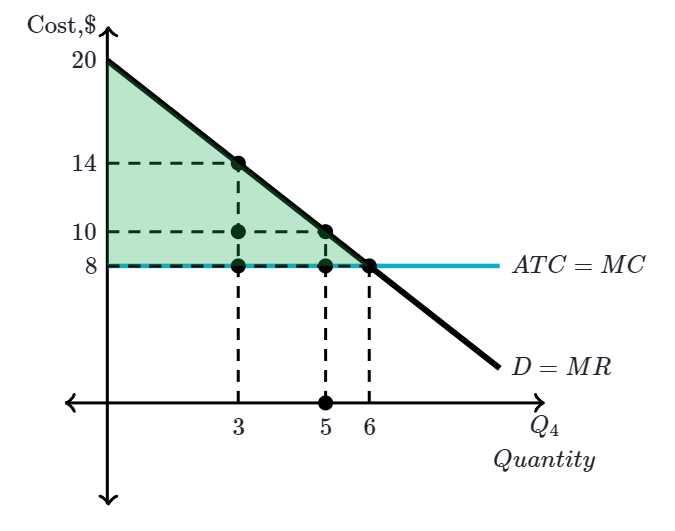 Cost,$
20
14
10
8
ATC = MC
D = MR
3 5 6
Q₄
Quantity